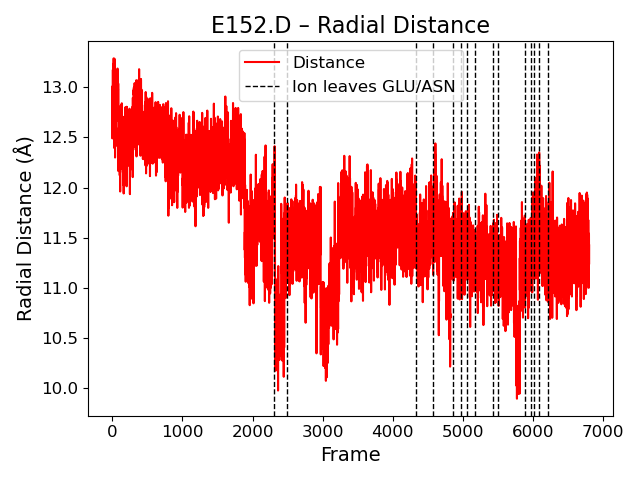 E152.D – Radial Distance
Distance
Ion leaves GLU/ASN
Radial Distance (Å)
13.0
12.5
12.0
11.5
11.0
10.5
10.0
0 1000 2000 3000 4000 5000 6000 7000
Frame